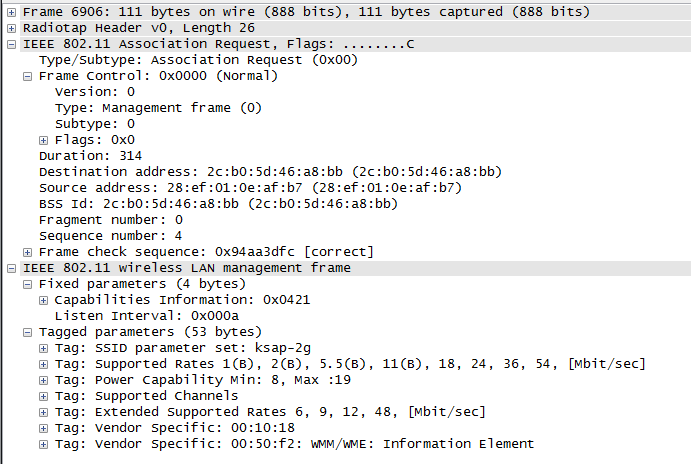 Frame 6906: 111 bytes on wire (888 bits), 111 bytes captured (888 bits)
Radiotap Header v0, Length 26
IEEE 802.11 Association Request, Flags: ........C
Type/Subtype: Association Request (0x00)
Frame Control: 0x0000 (Normal)
Version: 0
Type: Management frame (0)
Subtype: 0
Flags: 0x0
Duration: 314
Destination address: 2c:b0:5d:46:a8:bb (2c:b0:5d:46:a8:bb)
Source address: 28:ef:01:0e:af:b7 (28:ef:01:0e:af:b7)
BSS Id: 2c:b0:5d:46:a8:bb (2c:b0:5d:46:a8:bb)
Fragment number: 0
Sequence number: 4
Frame check sequence: 0x94aa3dfc [correct]
IEEE 802.11 wireless LAN management frame
Fixed parameters (4 bytes)
Capabilities Information: 0x0421
Listen Interval: 0x000a
Tagged parameters (53 bytes)
Tag: SSID parameter set: ksap-2g
Tag: Supported Rates 1(B), 2(B), 5.5(B), 11(B), 18, 24, 36, 54, [Mbit/sec]
Tag: Power Capability Min: 8, Max :19
Tag: Supported Channels
Tag: Extended Supported Rates 6, 9, 12, 48, [Mbit/sec]
Tag: Vendor Specific: 00:10:18
Tag: Vendor Specific: 00:50:f2: WMM/WME: Information Element